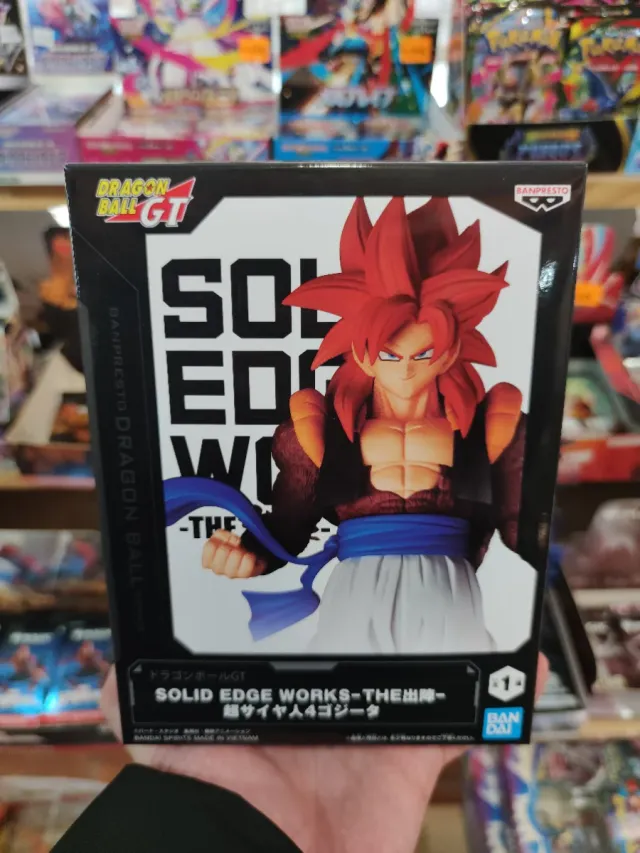 DRAGON
BALL
GT
BANPRESTO
SOL
EDG
WO
-THE
BANPRESTO DRAGON BALL
ドラゴンボールGT
SOLID EDGE WORKS-THE出陣-
超サイヤ人4ゴジータ
1
BAN
DAI
BANDAI SPIRITS MADE IN VIETNAM